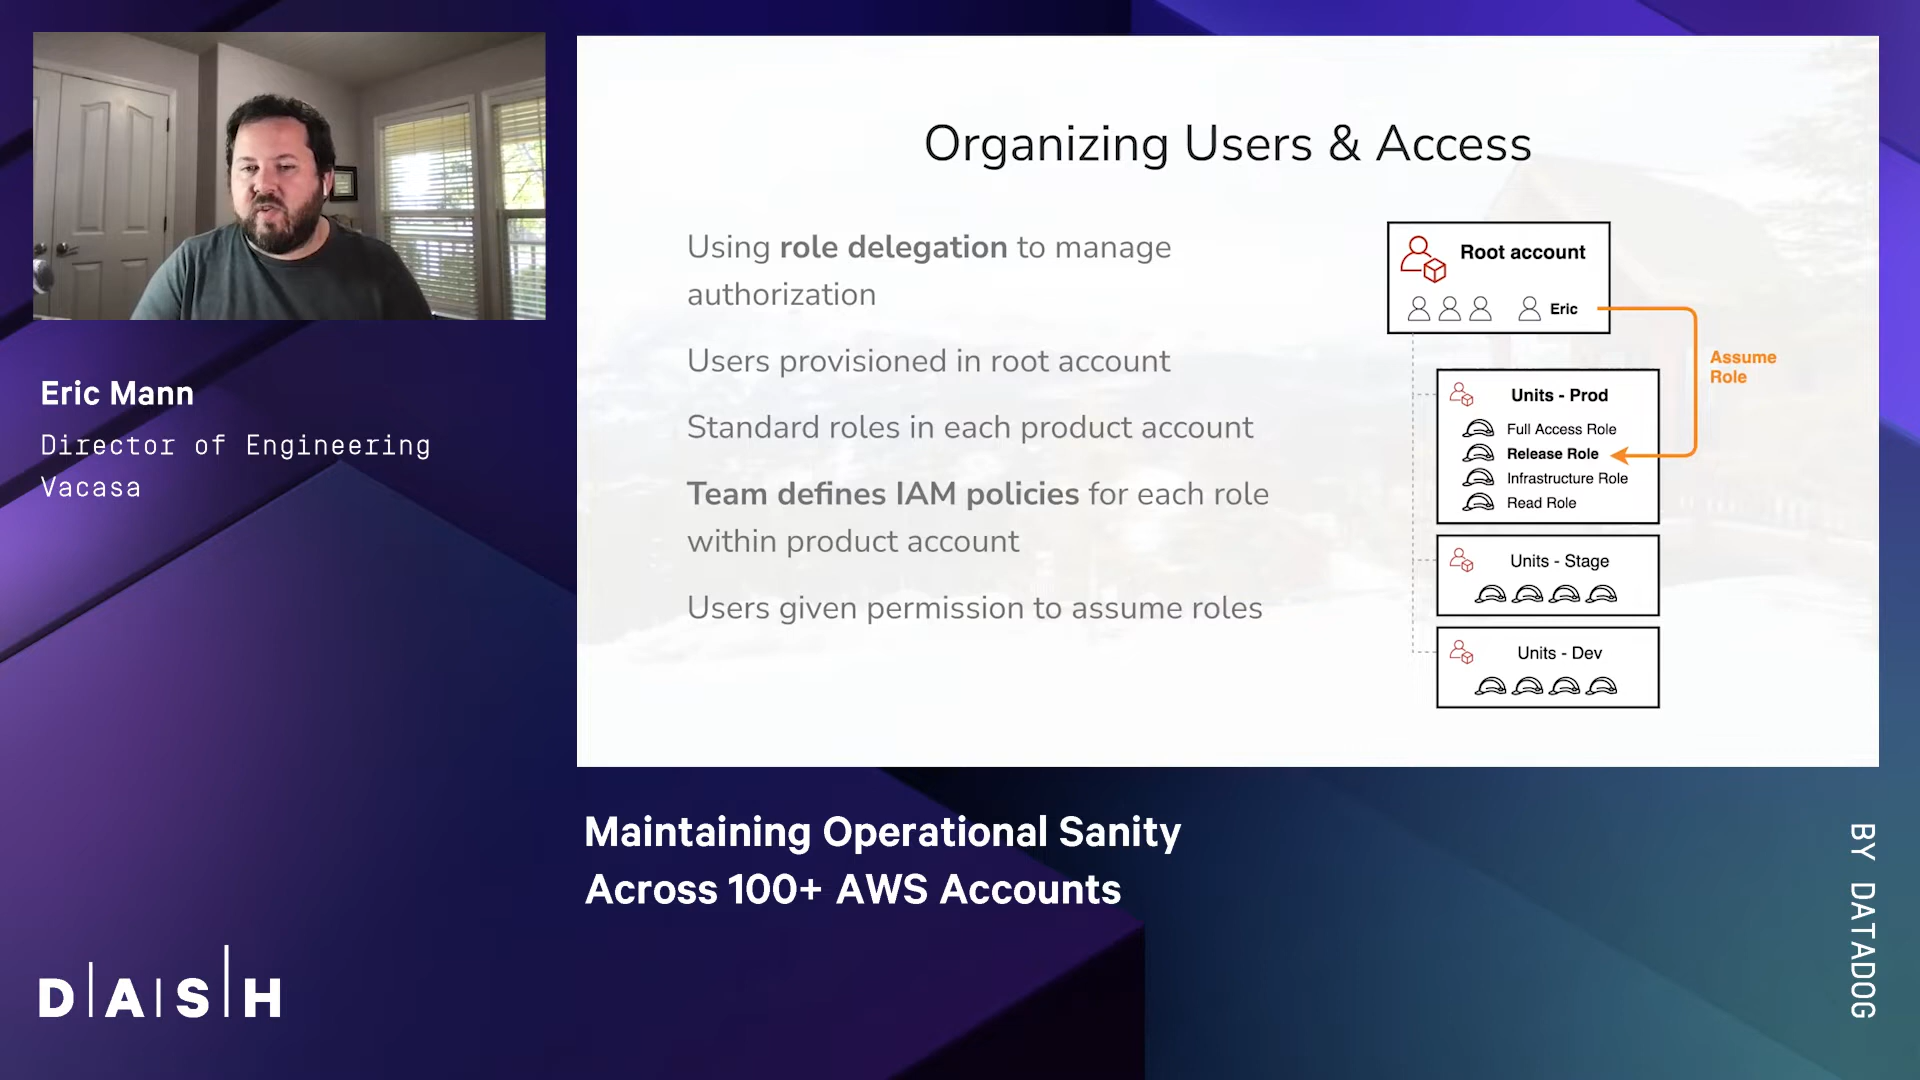 Eric Mann
Director of Engineering
Vacasa
Organizing Users & Access
Using role delegation to manage
authorization
Users provisioned in root account
Standard roles in each product account
Team defines IAM policies for each role
within product account
Users given permission to assume roles
Root account
Eric
Assume
Role
Units - Prod
Full Access Role
Release Role
Infrastructure Role
Read Role
Units - Stage
Units - Dev
Maintaining Operational Sanity
Across 100+ AWS Accounts
DASH
BY DATADOG